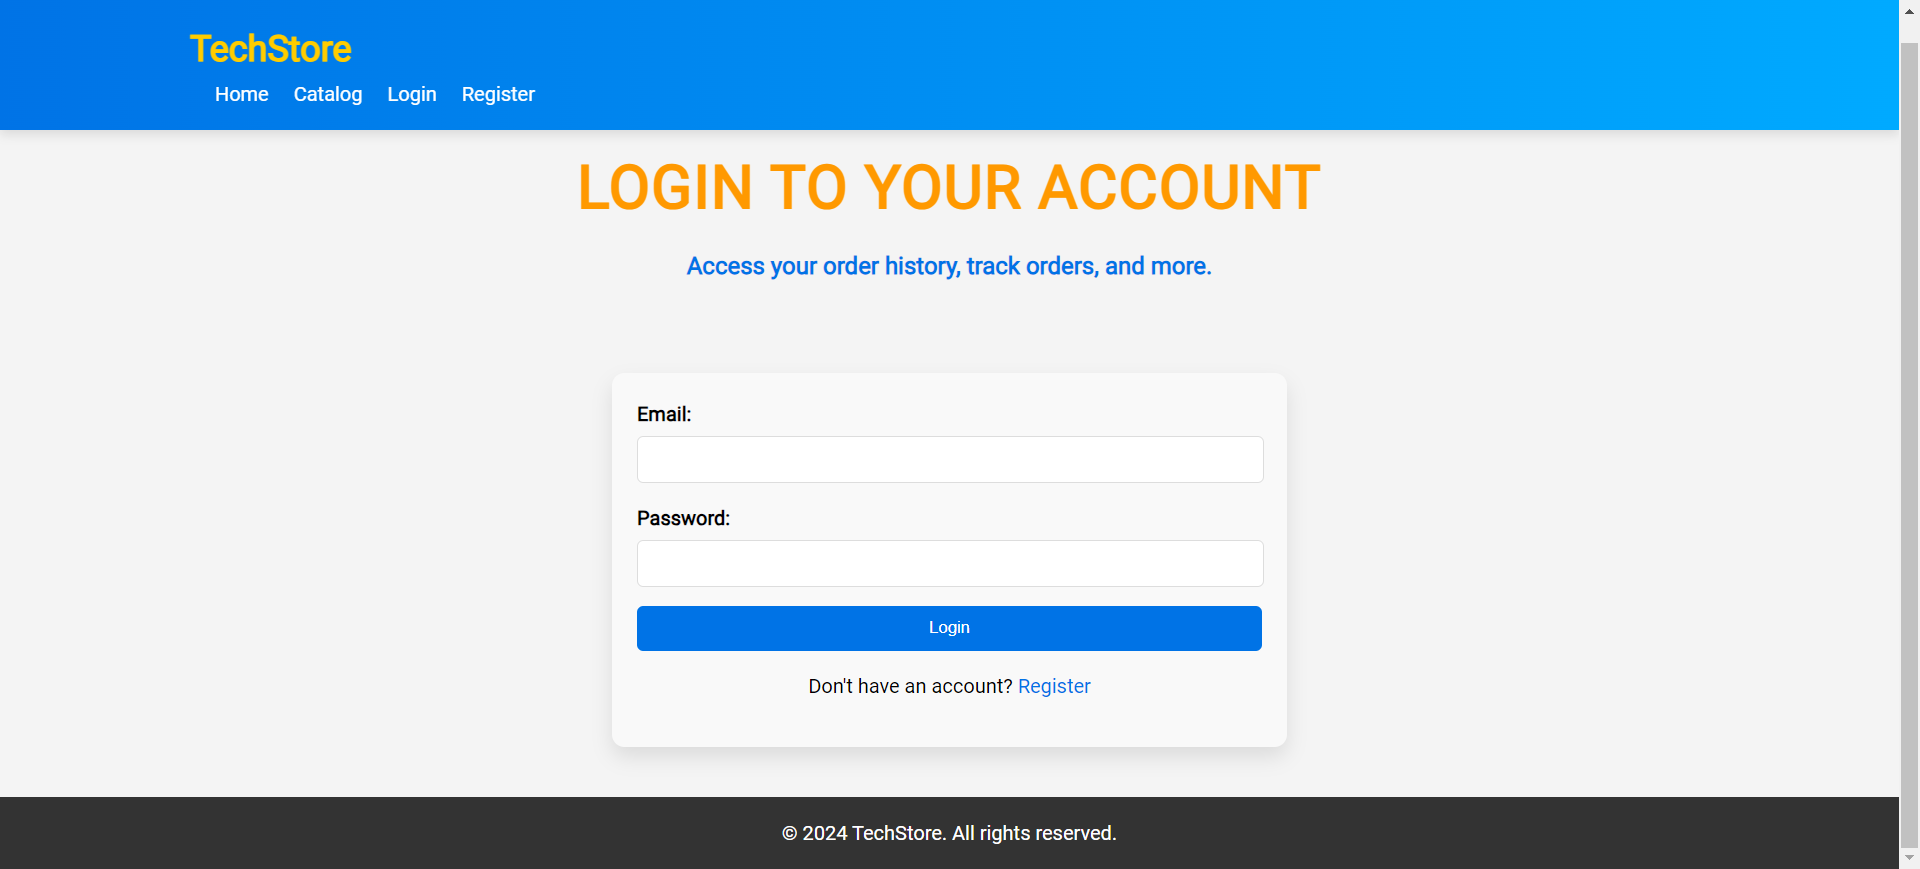 TechStore
Home Catalog Login Register
LOGIN TO YOUR ACCOUNT
Access your order history, track orders, and more.
Email:
Password:
Login
Don't have an account? Register
© 2024 TechStore. All rights reserved.